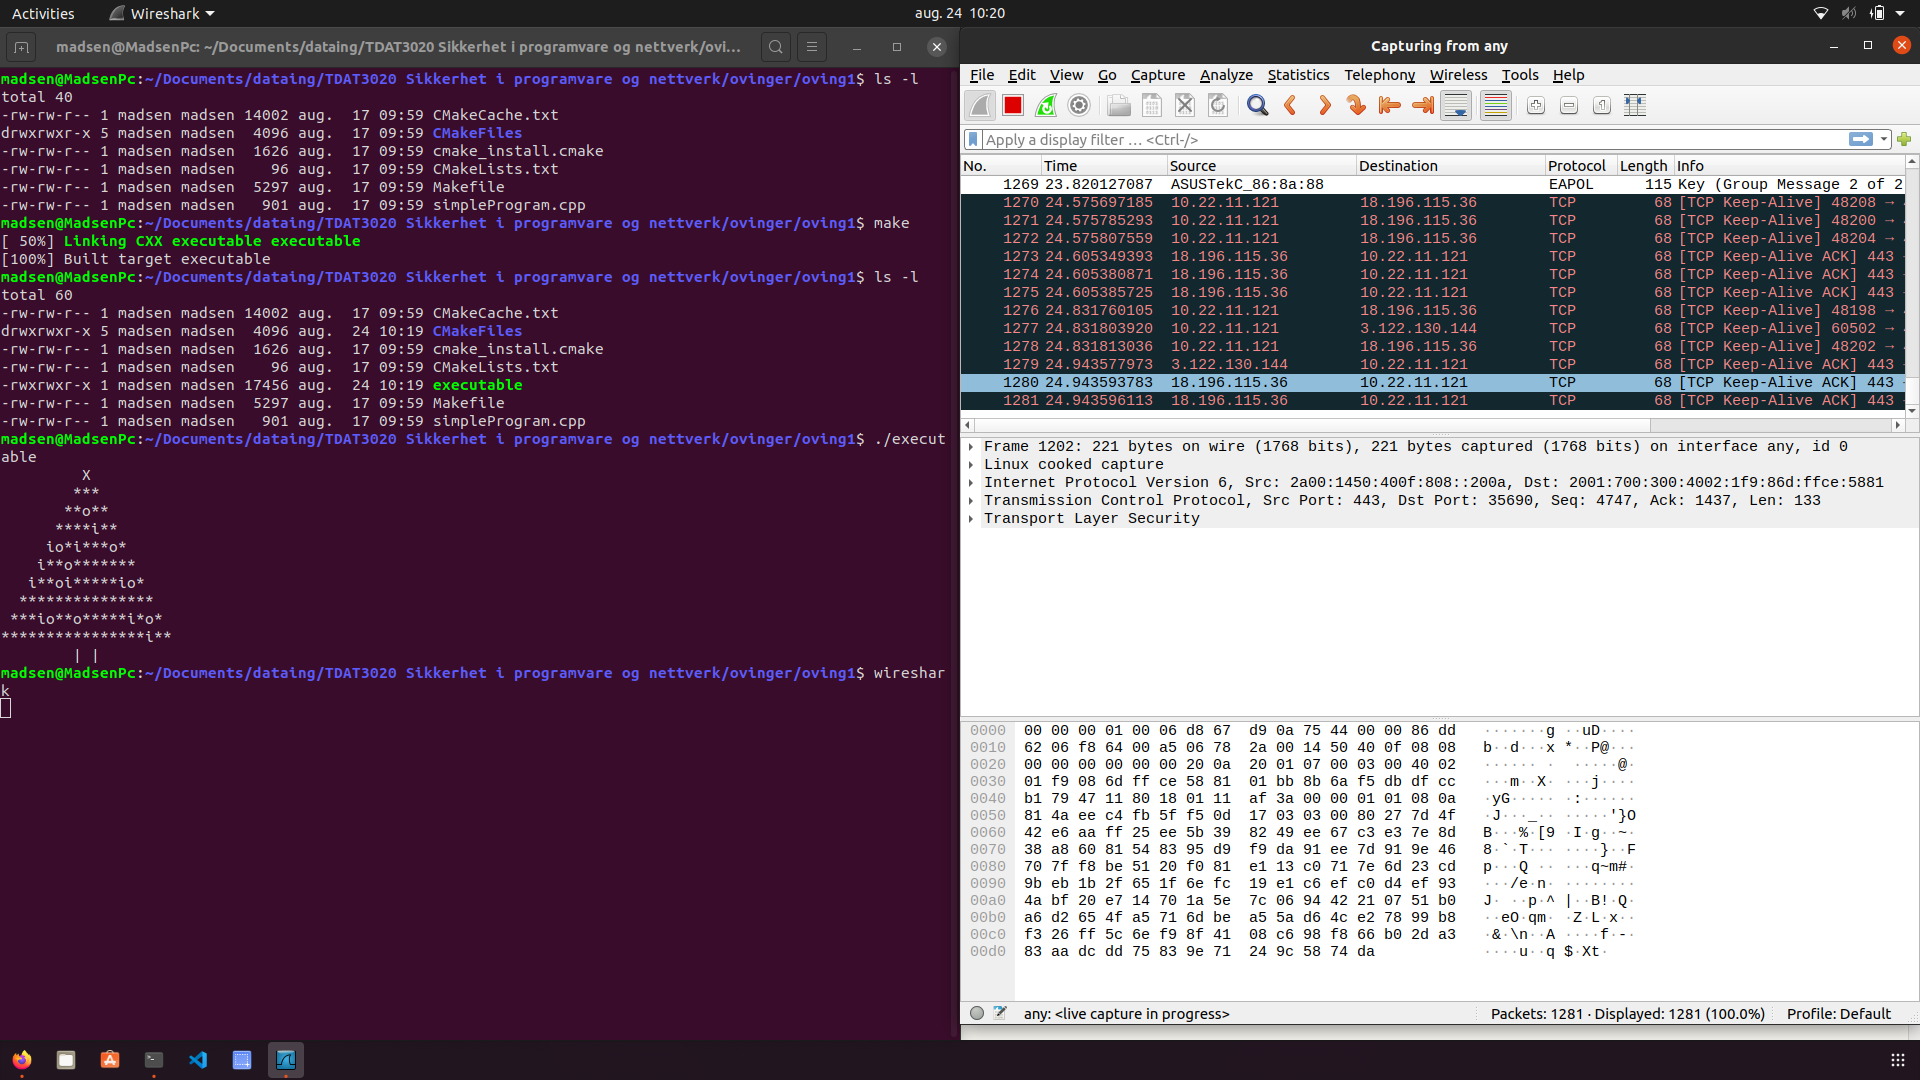 Activities
Wireshark
aug. 24 10:20
madsen@MadsenPc: ~/Documents/dataing/TDAT3020 Sikkerhet i programvare og nettverk/ovi...
madsen@MadsenPc:~/Documents/dataing/TDAT3020 Sikkerhet i programvare og nettverk/ovinger/oving1$ ls -l
total 40
-rw-rw-r-- 1 madsen madsen 14002 aug.  17 09:59 CMakeCache.txt
drwxrwxr-x 5 madsen madsen  4096 aug.  17 09:59 CMakeFiles
-rw-rw-r-- 1 madsen madsen  1626 aug.  17 09:59 cmake_install.cmake
-rw-rw-r-- 1 madsen madsen    96 aug.  17 09:59 CMakeLists.txt
-rw-rw-r-- 1 madsen madsen  5297 aug.  17 09:59 Makefile
-rw-rw-r-- 1 madsen madsen   901 aug.  17 09:59 simpleProgram.cpp
madsen@MadsenPc:~/Documents/dataing/TDAT3020 Sikkerhet i programvare og nettverk/ovinger/oving1$ make
[ 50%] Linking CXX executable executable
[100%] Built target executable
madsen@MadsenPc:~/Documents/dataing/TDAT3020 Sikkerhet i programvare og nettverk/ovinger/oving1$ ls -l
total 60
-rw-rw-r-- 1 madsen madsen 14002 aug.  17 09:59 CMakeCache.txt
drwxrwxr-x 5 madsen madsen  4096 aug.  24 10:19 CMakeFiles
-rw-rw-r-- 1 madsen madsen  1626 aug.  17 09:59 cmake_install.cmake
-rw-rw-r-- 1 madsen madsen    96 aug.  17 09:59 CMakeLists.txt
-rwxrwxr-x 1 madsen madsen 17456 aug.  24 10:19 executable
-rw-rw-r-- 1 madsen madsen  5297 aug.  17 09:59 Makefile
-rw-rw-r-- 1 madsen madsen   901 aug.  17 09:59 simpleProgram.cpp
madsen@MadsenPc:~/Documents/dataing/TDAT3020 Sikkerhet i programvare og nettverk/ovinger/oving1$ ./execut
able
         X
        ***
       **o**
      ****i**
     io*i***o*
    i**o*******
   i**oi*****io*
  ***************
 ***io**o*****i*o*
****************i**
        | |
madsen@MadsenPc:~/Documents/dataing/TDAT3020 Sikkerhet i programvare og nettverk/ovinger/oving1$ wireshar
k
Capturing from any
File Edit View Go Capture Analyze Statistics Telephony Wireless Tools Help
Apply a display filter … <Ctrl-/>
No. Time Source Destination Protocol Length Info
1269 23.820127087 ASUSTekC_86:8a:88 EAPOL 115 Key (Group Message 2 of 2
1270 24.575697185 10.22.11.121 18.196.115.36 TCP 68 [TCP Keep-Alive] 48208 →
1271 24.575785293 10.22.11.121 18.196.115.36 TCP 68 [TCP Keep-Alive] 48200 →
1272 24.575807559 10.22.11.121 18.196.115.36 TCP 68 [TCP Keep-Alive] 48204 →
1273 24.605349393 18.196.115.36 10.22.11.121 TCP 68 [TCP Keep-Alive ACK] 443
1274 24.605380871 18.196.115.36 10.22.11.121 TCP 68 [TCP Keep-Alive ACK] 443
1275 24.605385725 18.196.115.36 10.22.11.121 TCP 68 [TCP Keep-Alive ACK] 443
1276 24.831760105 10.22.11.121 18.196.115.36 TCP 68 [TCP Keep-Alive] 48198 →
1277 24.831803920 10.22.11.121 3.122.130.144 TCP 68 [TCP Keep-Alive] 60502 →
1278 24.831813036 10.22.11.121 18.196.115.36 TCP 68 [TCP Keep-Alive] 48202 →
1279 24.943577973 3.122.130.144 10.22.11.121 TCP 68 [TCP Keep-Alive ACK] 443
1280 24.943593783 18.196.115.36 10.22.11.121 TCP 68 [TCP Keep-Alive ACK] 443
1281 24.943596113 18.196.115.36 10.22.11.121 TCP 68 [TCP Keep-Alive ACK] 443
Frame 1202: 221 bytes on wire (1768 bits), 221 bytes captured (1768 bits) on interface any, id 0
Linux cooked capture
Internet Protocol Version 6, Src: 2a00:1450:400f:808::200a, Dst: 2001:700:300:4002:1f9:86d:ffce:5881
Transmission Control Protocol, Src Port: 443, Dst Port: 35690, Seq: 4747, Ack: 1437, Len: 133
Transport Layer Security
0000 00 00 00 01 00 06 d8 67 d9 0a 75 44 00 00 86 dd ·······g ··uD····
0010 62 06 f8 64 00 a5 06 78 2a 00 14 50 40 0f 08 08 b··d···x *··P@···
0020 00 00 00 00 00 00 20 0a 20 01 07 00 03 00 40 02 ······ · ·····@·
0030 01 f9 08 6d ff ce 58 81 01 bb 8b 6a f5 db df cc ···m··X· ···j····
0040 b1 79 47 11 80 18 01 11 af 3a 00 00 01 01 08 0a ·yG····· ·:······
0050 81 4a ee c4 fb 5f f5 0d 17 03 03 00 80 27 7d 4f ·J···_·· ·····'}O
0060 42 e6 aa ff 25 ee 5b 39 82 49 ee 67 c3 e3 7e 8d B···%·[9 ·I·g··~·
0070 38 a8 60 81 54 83 95 d9 f9 da 91 ee 7d 91 9e 46 8·`·T··· ····}··F
0080 70 7f f8 be 51 20 f0 81 e1 13 c0 71 7e 6d 23 cd p···Q ·· ···q~m#·
0090 9b eb 1b 2f 65 1f 6e fc 19 e1 c6 ef c0 d4 ef 93 ···/e·n· ········
00a0 4a bf 20 e7 14 70 1a 5e 7c 06 94 42 21 07 51 b0 J· ··p·^ |··B!·Q·
00b0 a6 d2 65 4f a5 71 6d be a5 5a d6 4c e2 78 99 b8 ··eO·qm· ·Z·L·x··
00c0 f3 26 ff 5c 6e f9 8f 41 08 c6 98 f8 66 b0 2d a3 ·&·\n··A ····f·-·
00d0 83 aa dc dd 75 83 9e 71 24 9c 58 74 da ····u··q $·Xt·
any: <live capture in progress>
Packets: 1281 · Displayed: 1281 (100.0%)
Profile: Default